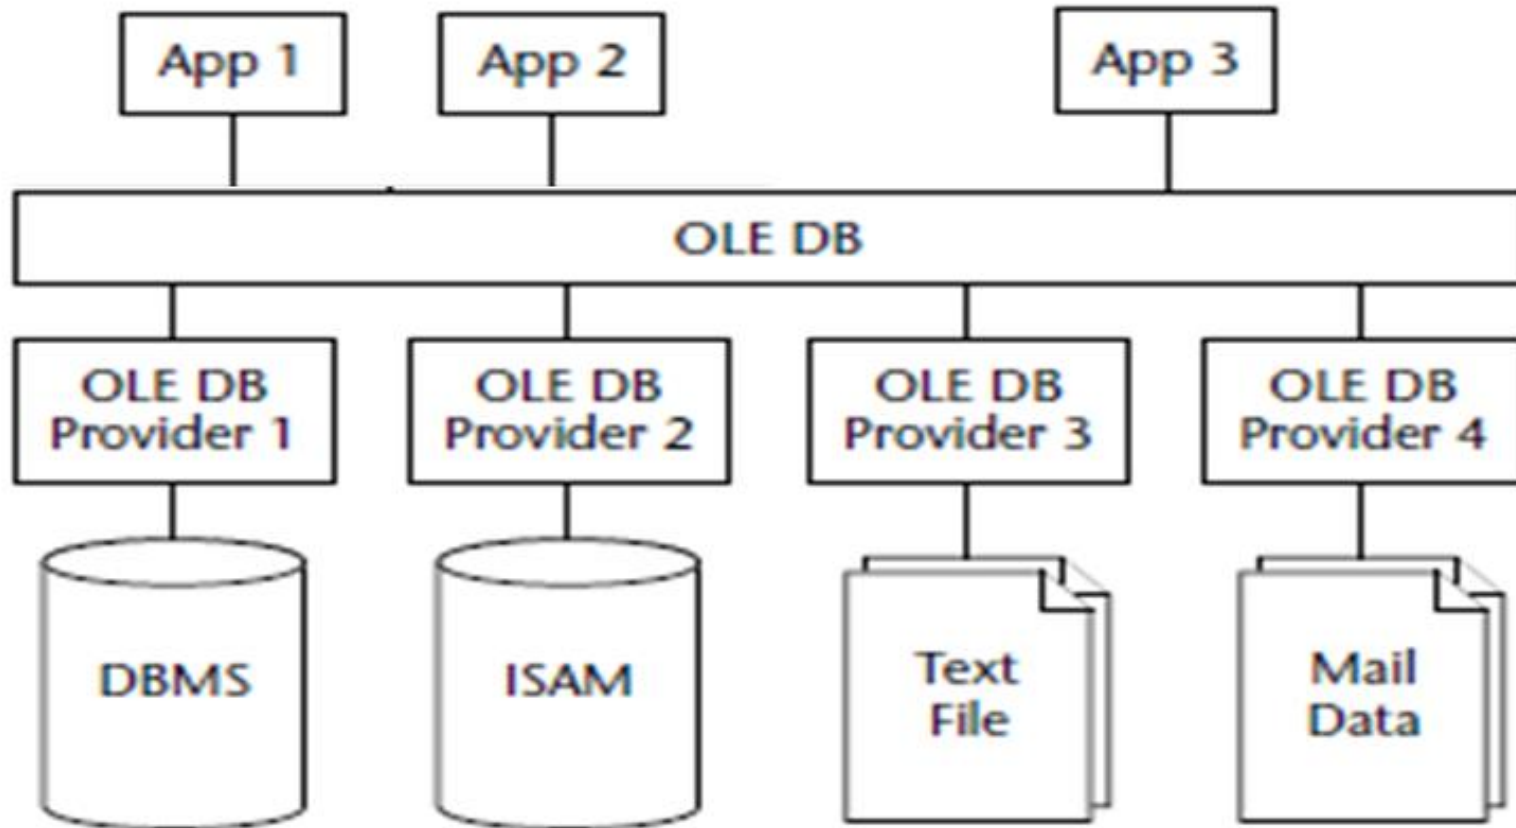 App 1
App 2
App 3
OLE DB
OLE DB
Provider 1
OLE DB
Provider 2
OLE DB
Provider 3
OLE DB
Provider 4
DBMS
ISAM
Text
File
Mail
Data